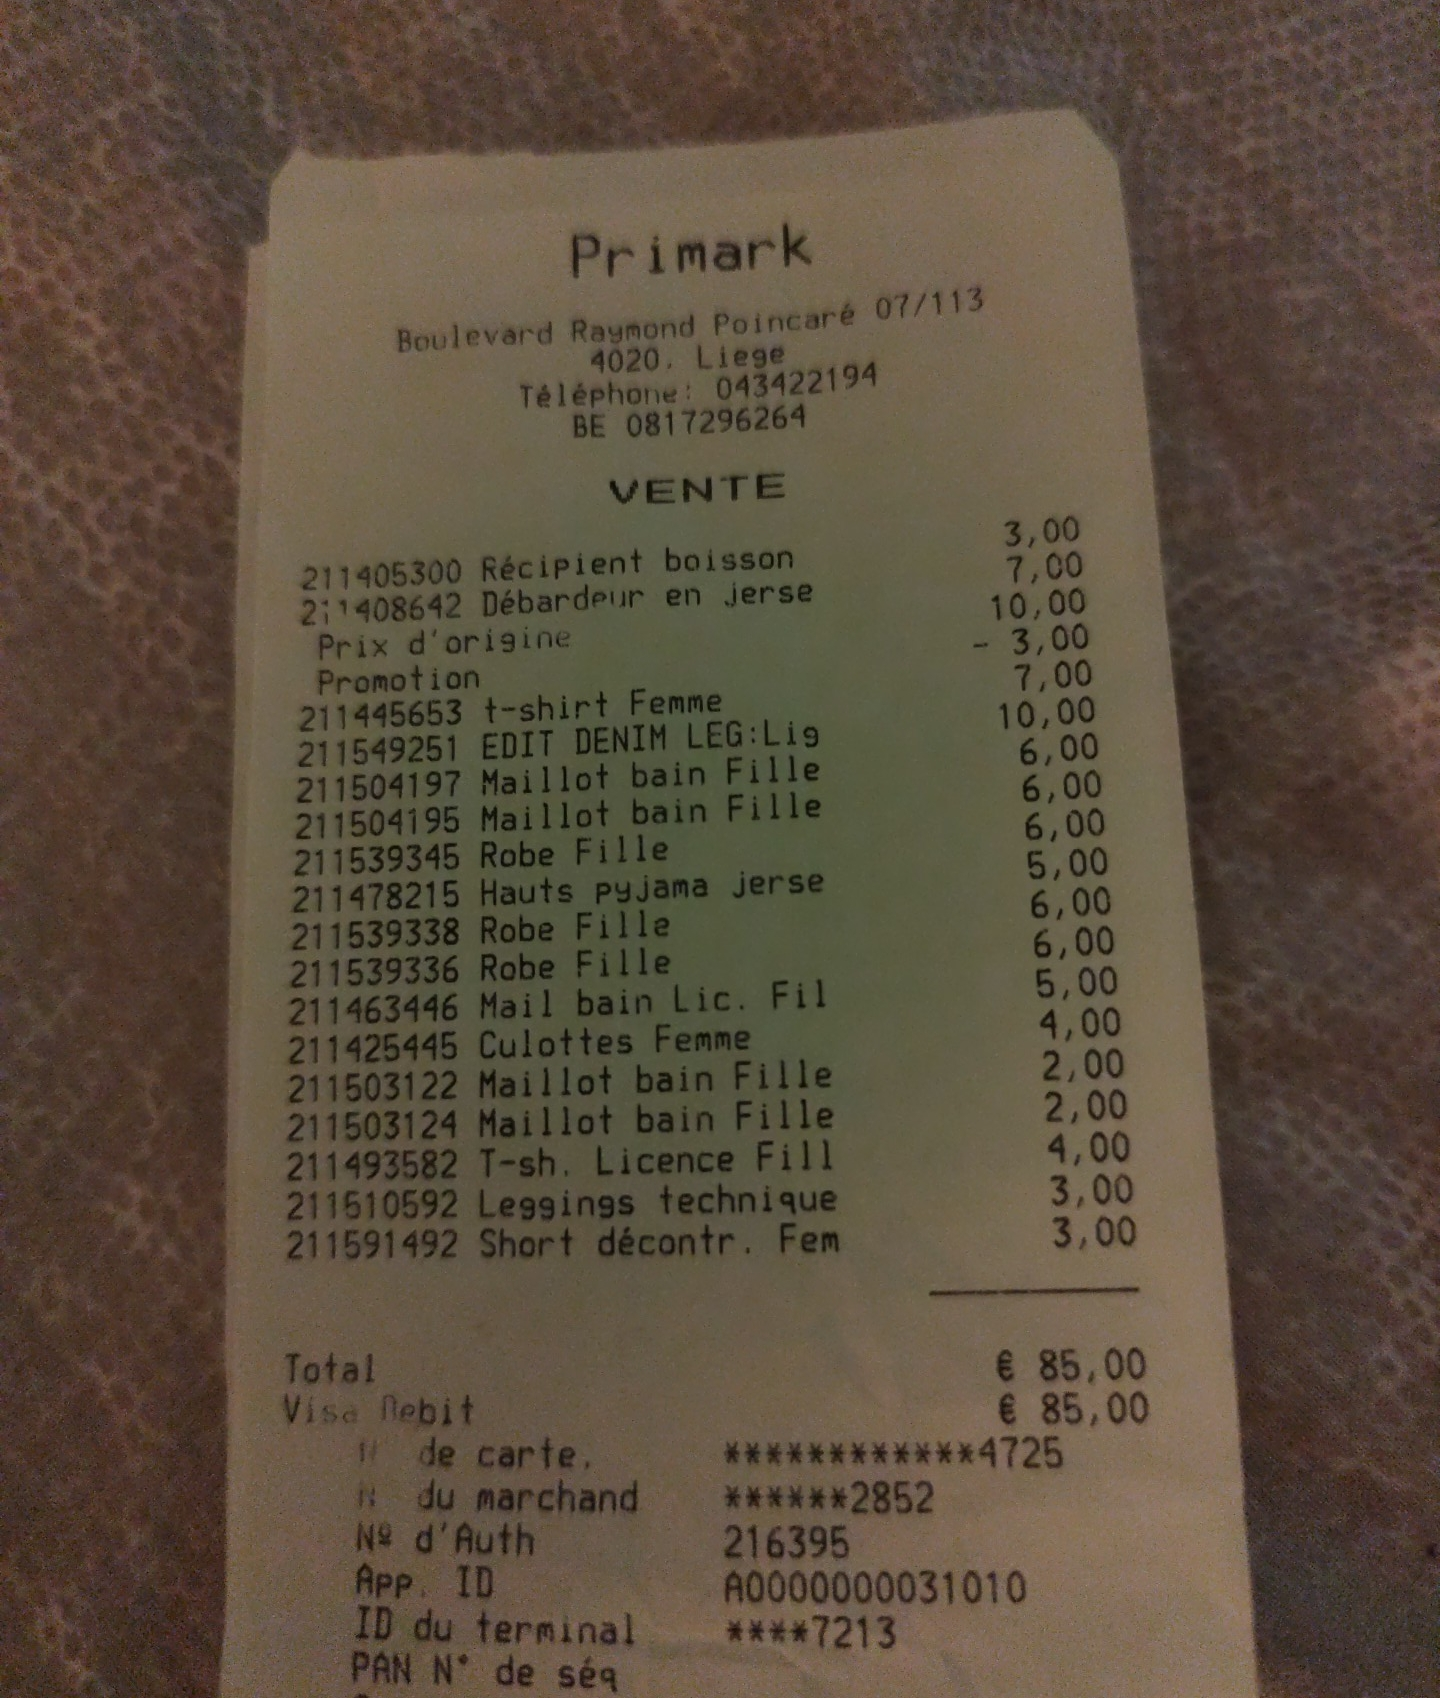 Primark
Boulevard Raymond Poincaré 07/113
4020. Liege
Téléphone: 043422194
BE 0817296264
VENTE
211405300 Récipient boisson 3,00
211408642 Débardeur en jerse 7,00
Prix d'origine 10,00
Promotion - 3,00
211445653 t-shirt Femme 7,00
211549251 EDIT DENIM LEG:Lig 10,00
211504197 Maillot bain Fille 6,00
211504195 Maillot bain Fille 6,00
211539345 Robe Fille 6,00
211478215 Hauts pyjama jerse 5,00
211539338 Robe Fille 6,00
211539336 Robe Fille 6,00
211463446 Mail bain Lic. Fil 5,00
211425445 Culottes Femme 4,00
211503122 Maillot bain Fille 2,00
211503124 Maillot bain Fille 2,00
211493582 T-sh. Licence Fill 4,00
211510592 Leggings technique 3,00
211591492 Short décontr. Fem 3,00
Total € 85,00
Visa Debit € 85,00
de carte. ************4725
du marchand ******2852
Nº d'Auth 216395
App. ID A0000000031010
ID du terminal ****7213
PAN N° de séq